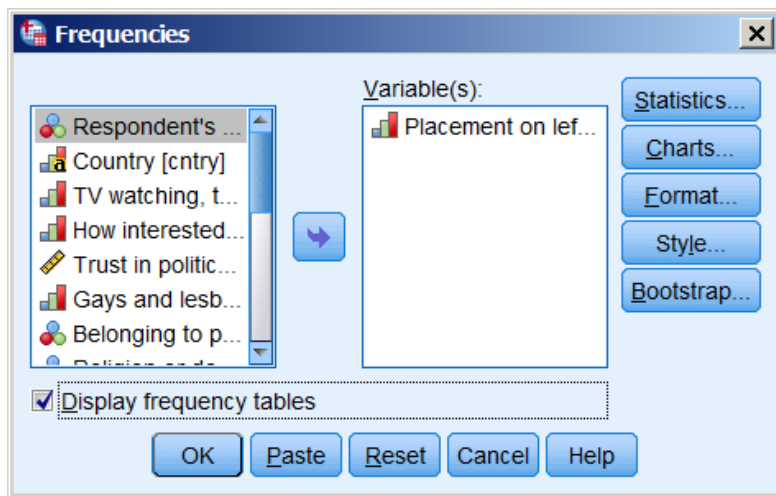 Frequencies
Variable(s):
Respondent's ...
Country [cntry]
TV watching, t...
How interested...
Trust in politic...
Gays and lesb...
Belonging to p...
Placement on lef...
Statistics...
Charts...
Format...
Style...
Bootstrap...
Display frequency tables
OK
Paste
Reset
Cancel
Help